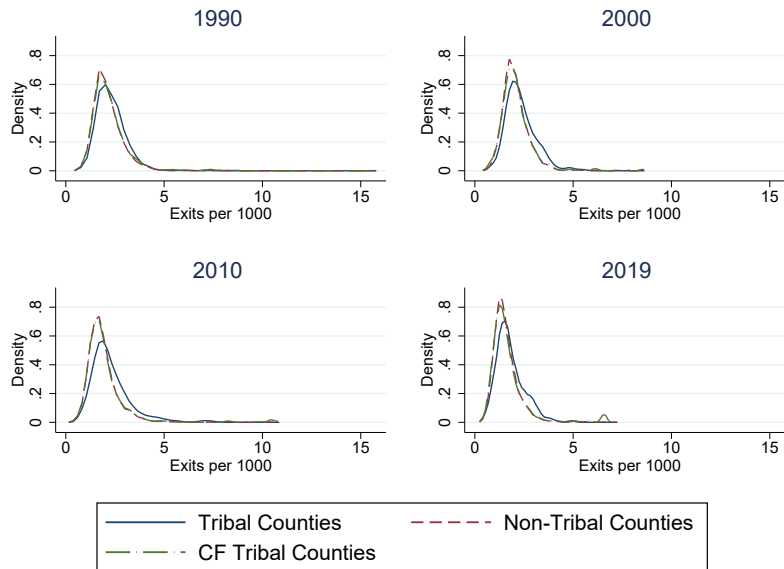 1990
2000
Density
0 .2 .4 .6 .8
0 5 10 15
Exits per 1000
Density
0 .2 .4 .6 .8
0 5 10 15
Exits per 1000
2010
2019
Density
0 .2 .4 .6 .8
0 5 10 15
Exits per 1000
Density
0 .2 .4 .6 .8
0 5 10 15
Exits per 1000
Tribal Counties
Non-Tribal Counties
CF Tribal Counties